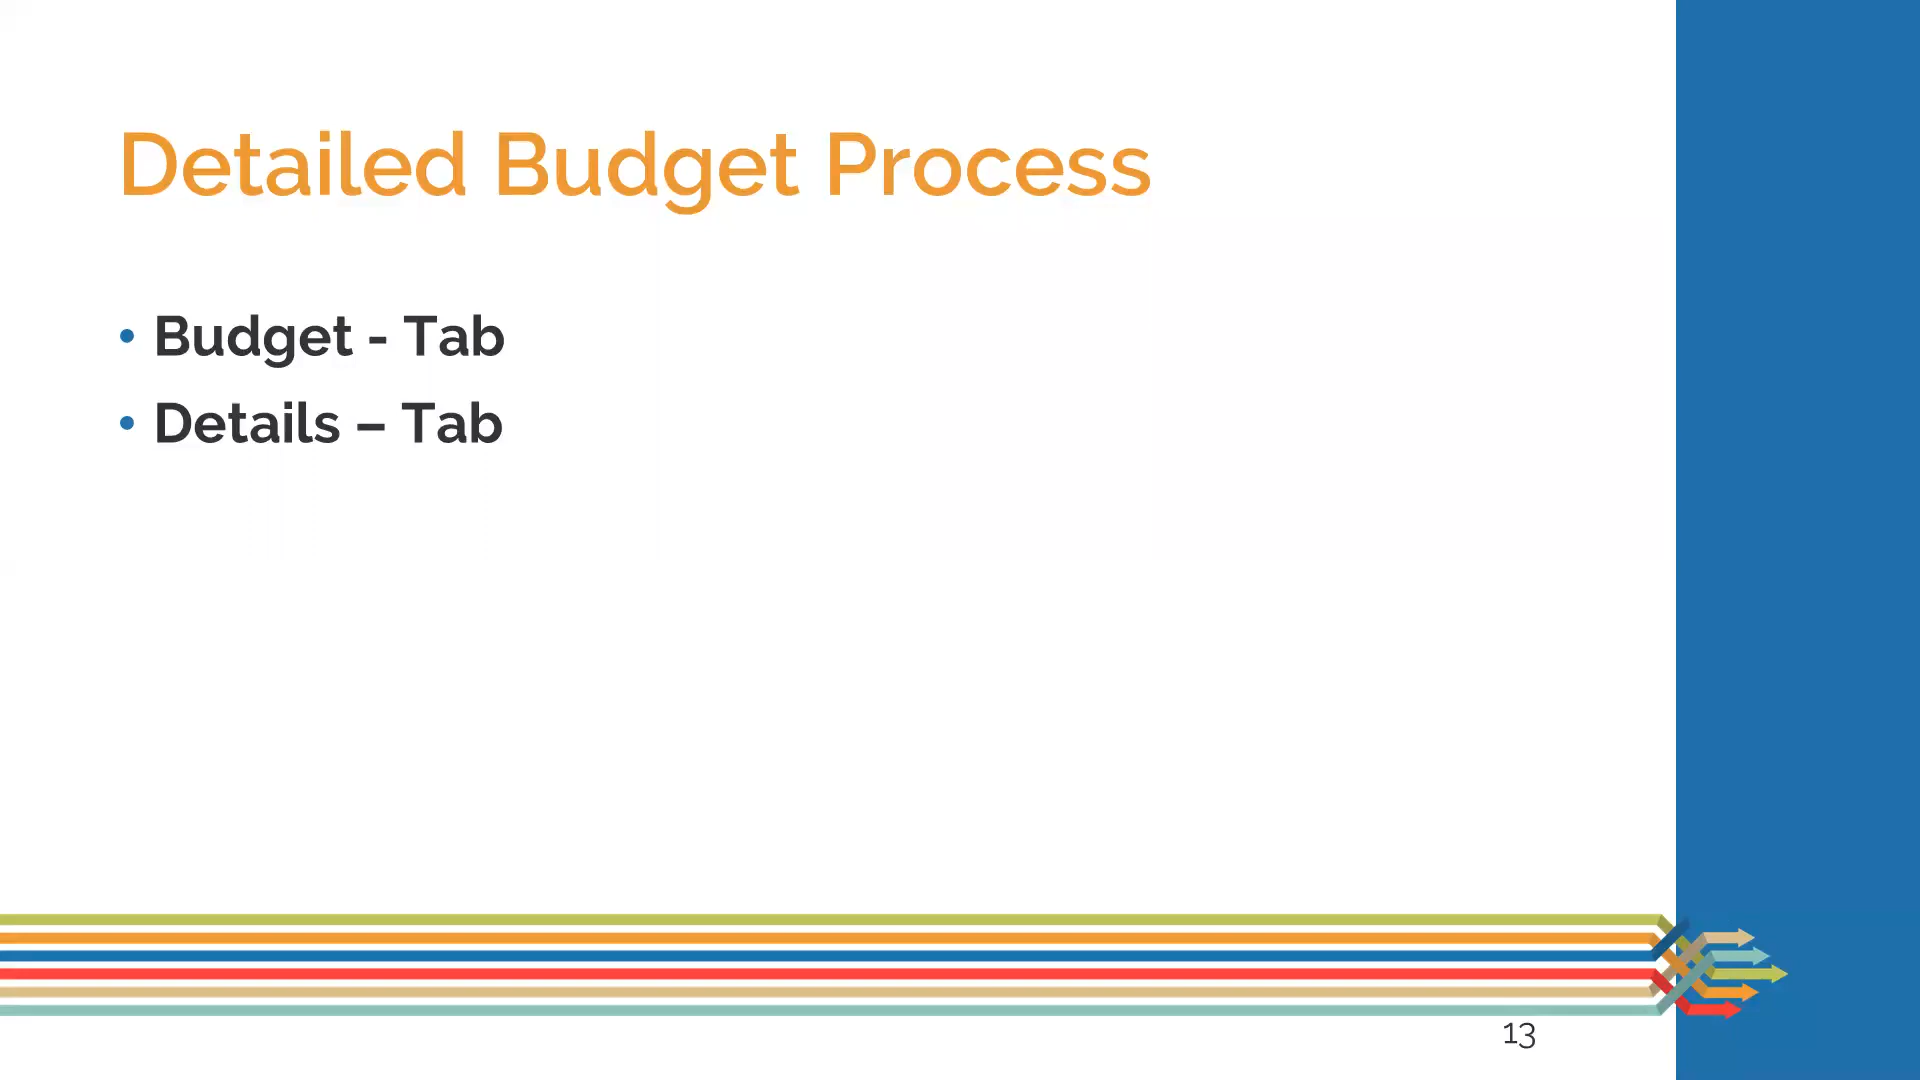 Detailed Budget Process
• Budget - Tab
• Details – Tab
13